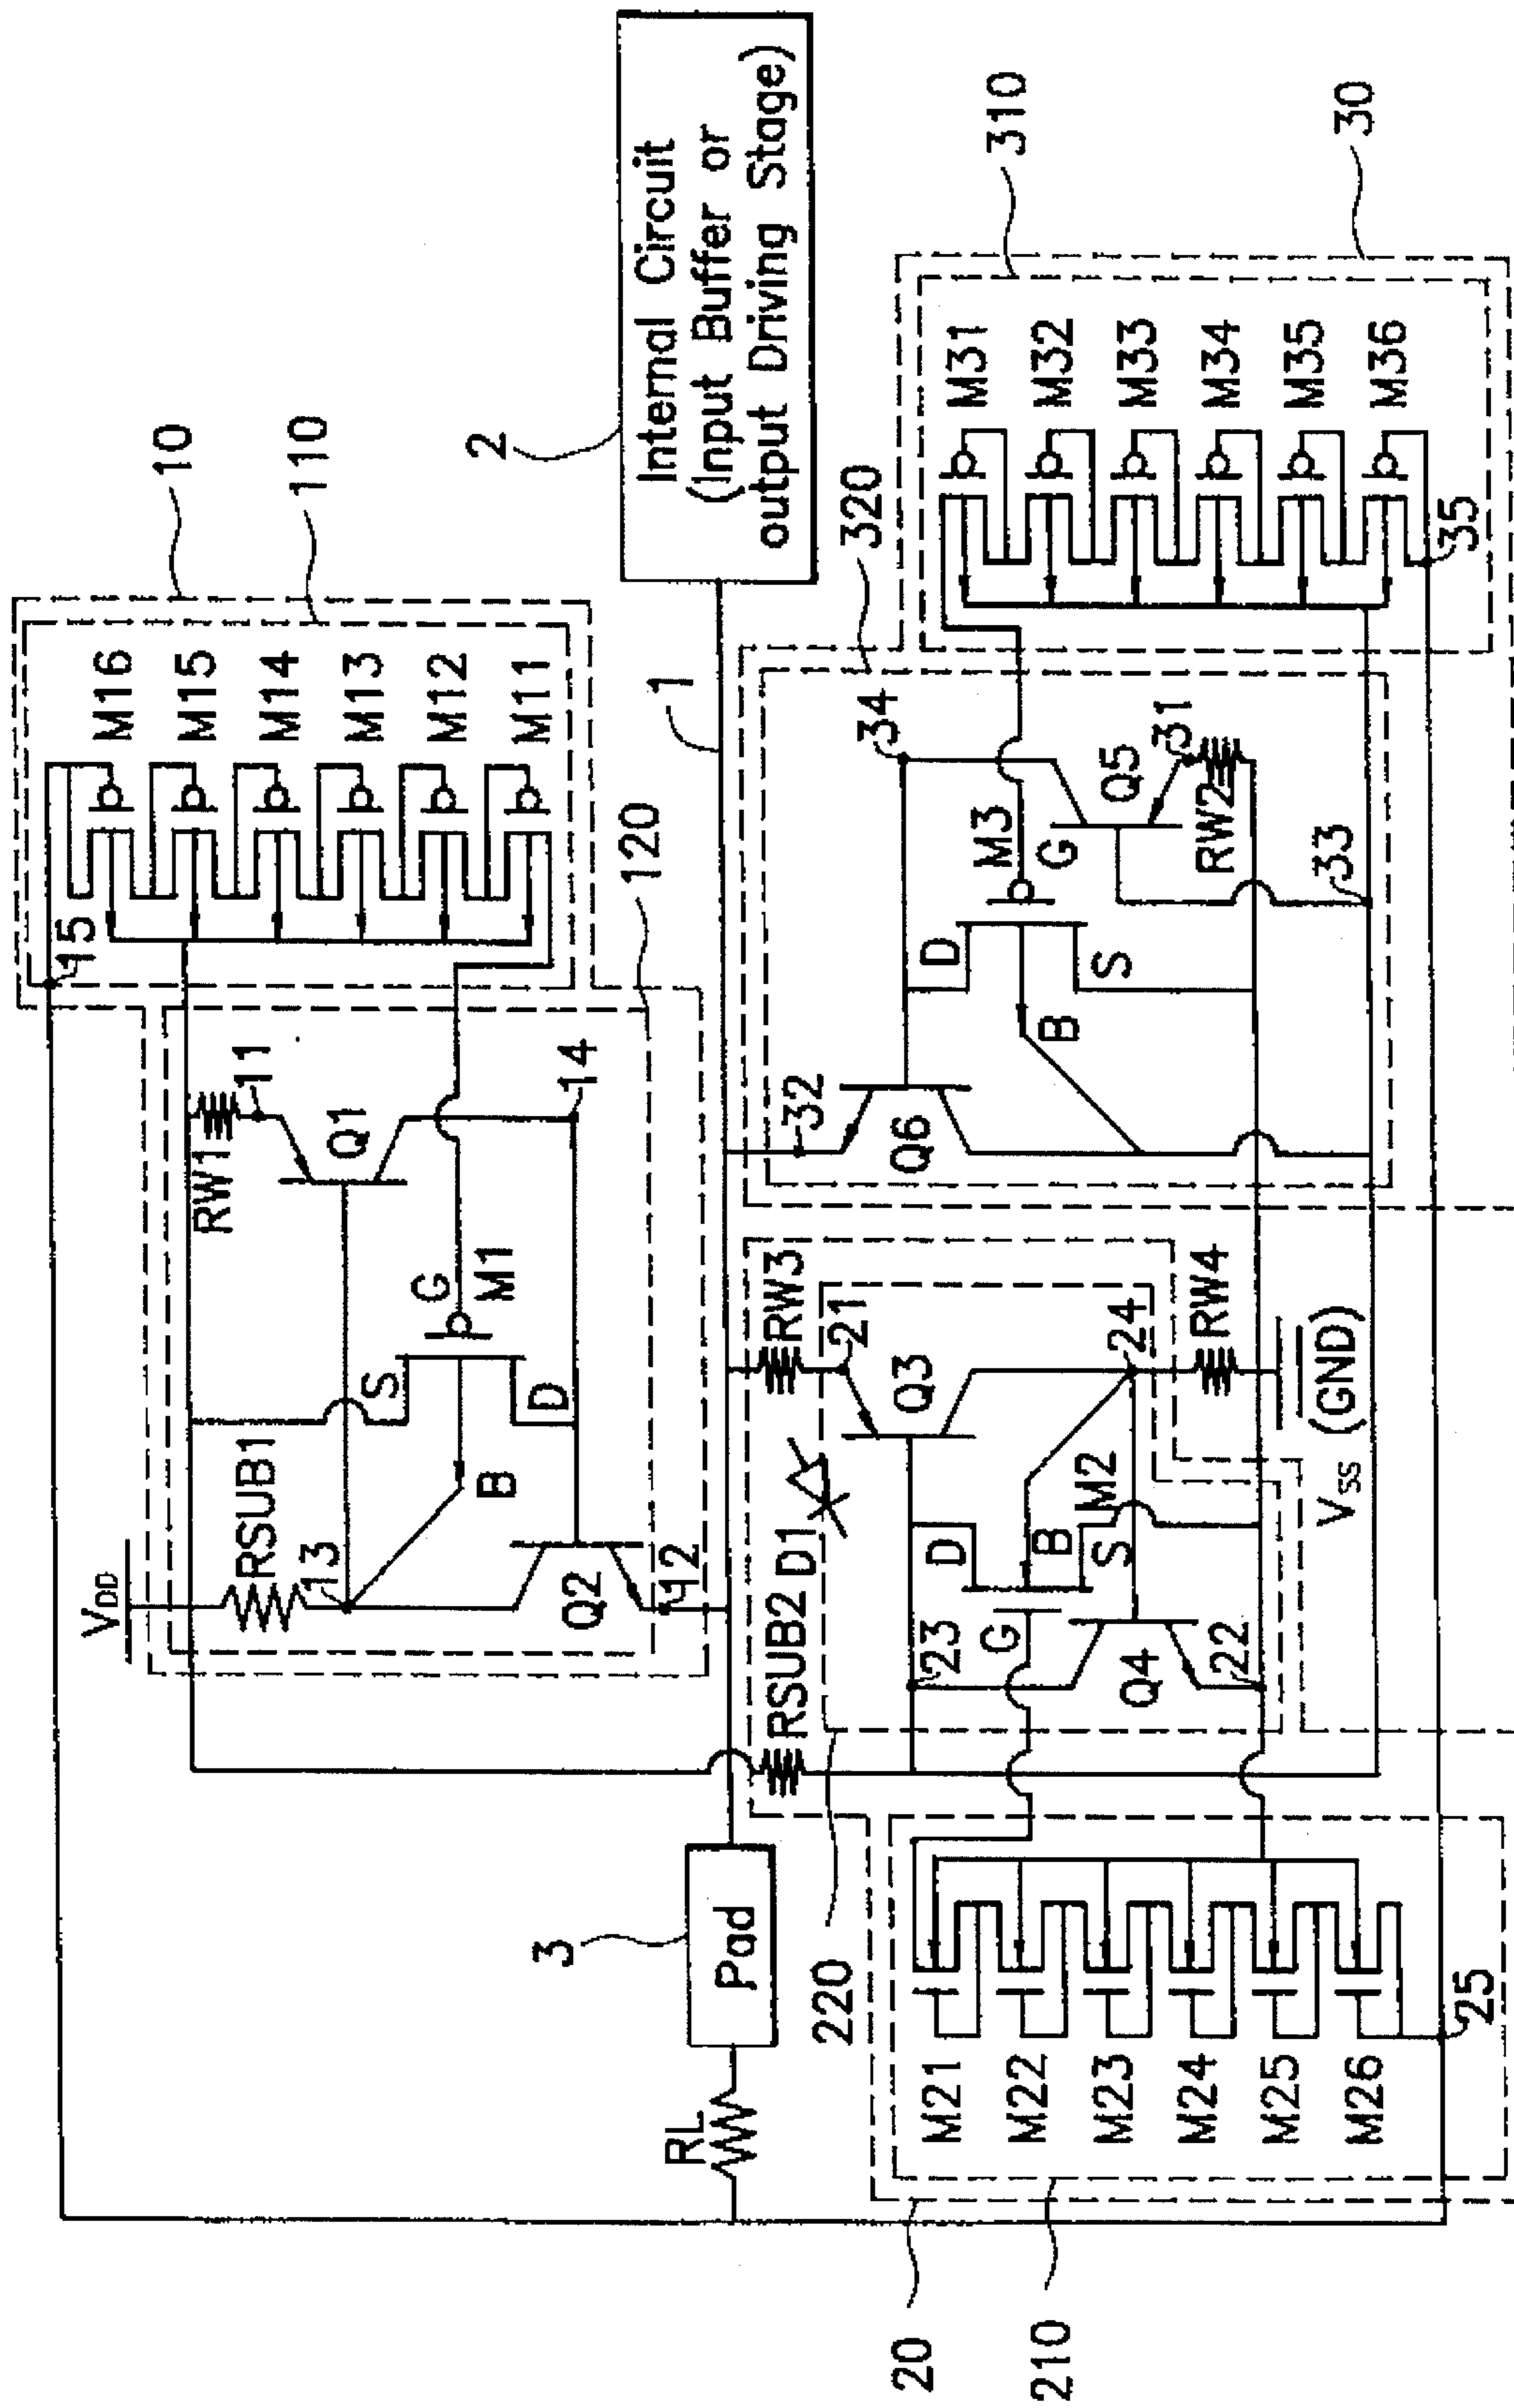 10
110
2
Internal Circuit
(Input Buffer or
output Driving Stage)
M16
M15
M14
M13
M12
M11
15
VDD
RSUB1
13
RW1
11
Q1
14
G
M1
S
D
B
Q2
12
120
1
3
Pad
RL
320
310
30
34
32
Q6
D
M3
G
S
B
Q5
31
RW2
33
M31
M32
M33
M34
M35
M36
35
RW3
21
Q3
24
RW4
VSS (GND)
D1
RSUB2
23
D
B
S
M2
G
Q4
22
220
M21
M22
M23
M24
M25
M26
25
20
210